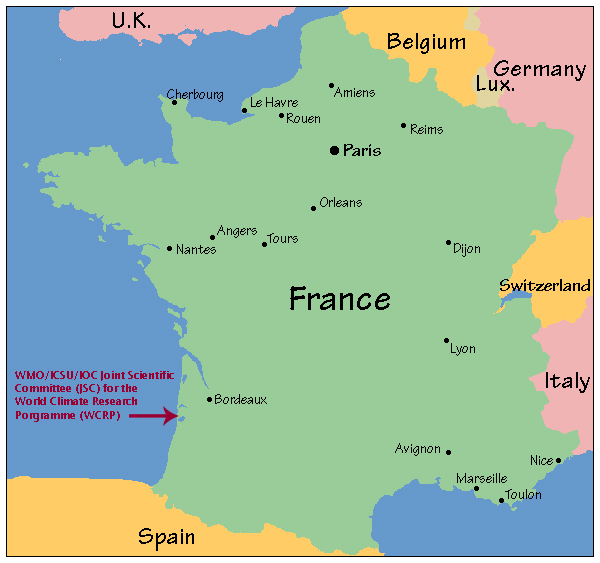 U.K.
Belgium
Germany
Lux.
Cherbourg
Le Havre
Amiens
Rouen
Reims
Paris
Orleans
Angers
Nantes
Tours
Dijon
Switzerland
France
Lyon
Italy
WMO/ICSU/IOC Joint Scientific
Committee (JSC) for the
World Climate Research
Porgramme (WCRP)
Bordeaux
Avignon
Nice
Marseille
Toulon
Spain